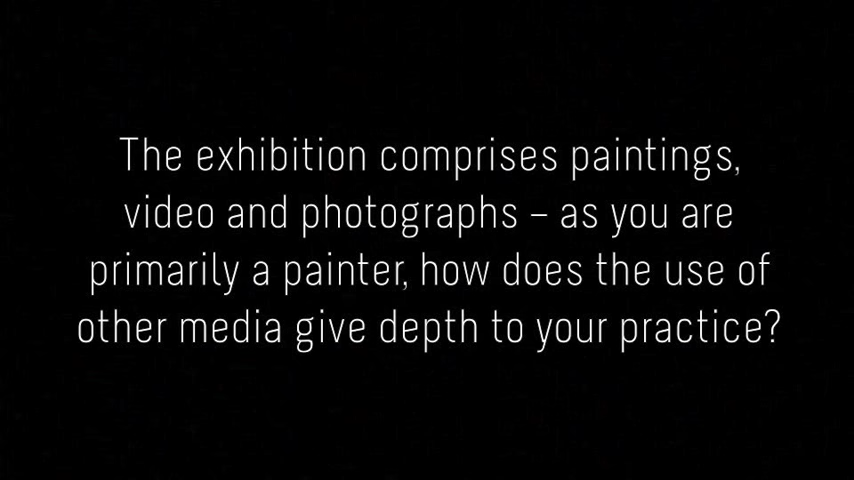 The exhibition comprises paintings,
video and photographs – as you are
primarily a painter, how does the use of
other media give depth to your practice?